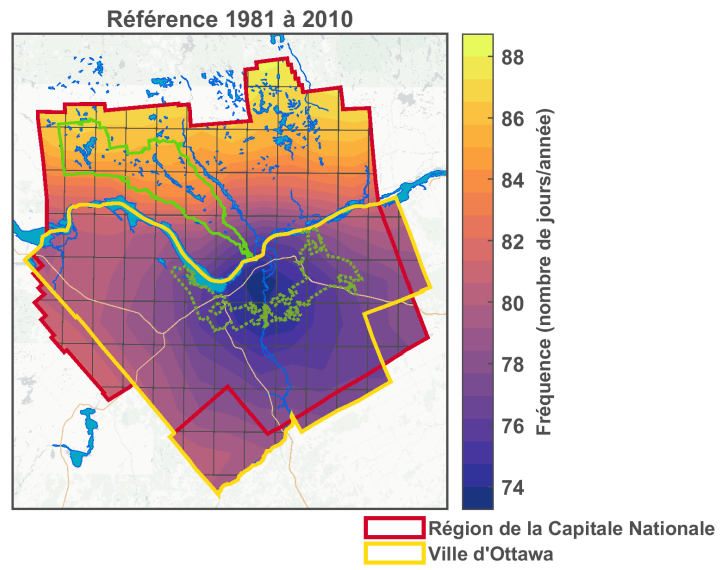 Référence 1981 à 2010
88
86
84
82
80
78
76
74
Fréquence (nombre de jours/année)
Région de la Capitale Nationale
Ville d'Ottawa